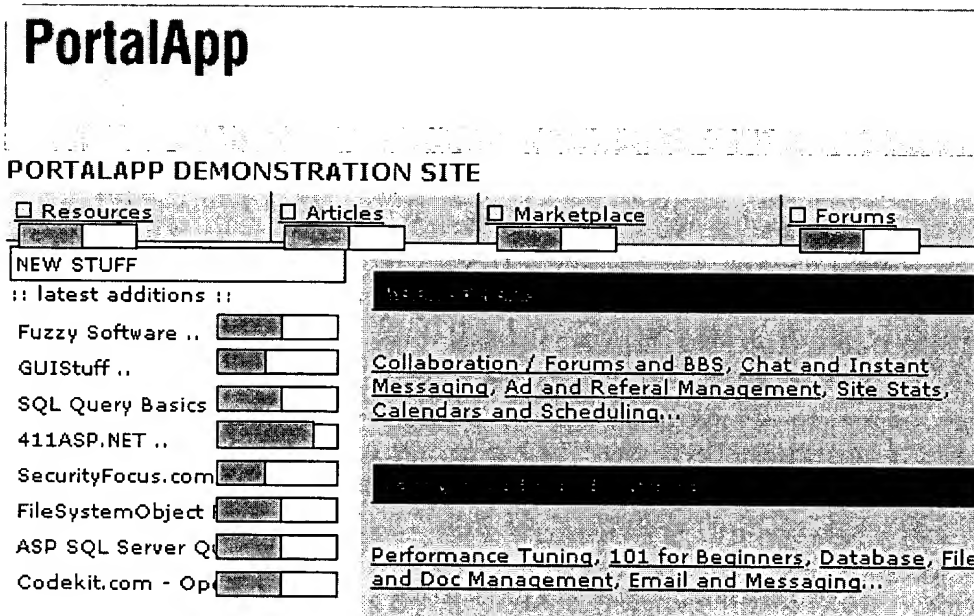 PortalApp
PORTALAPP DEMONSTRATION SITE
Resources
Articles
Marketplace
Forums
NEW STUFF
:: latest additions ::
Fuzzy Software ..
GUIStuff ..
SQL Query Basics
411ASP.NET ..
SecurityFocus.com
FileSystemObject
ASP SQL Server
Codekit.com -
Collaboration / Forums and BBS, Chat and Instant
Messaging, Ad and Referal Management, Site Stats,
Calendars and Scheduling...
Performance Tuning, 101 for Beginners, Database, File
and Doc Management, Email and Messaging...